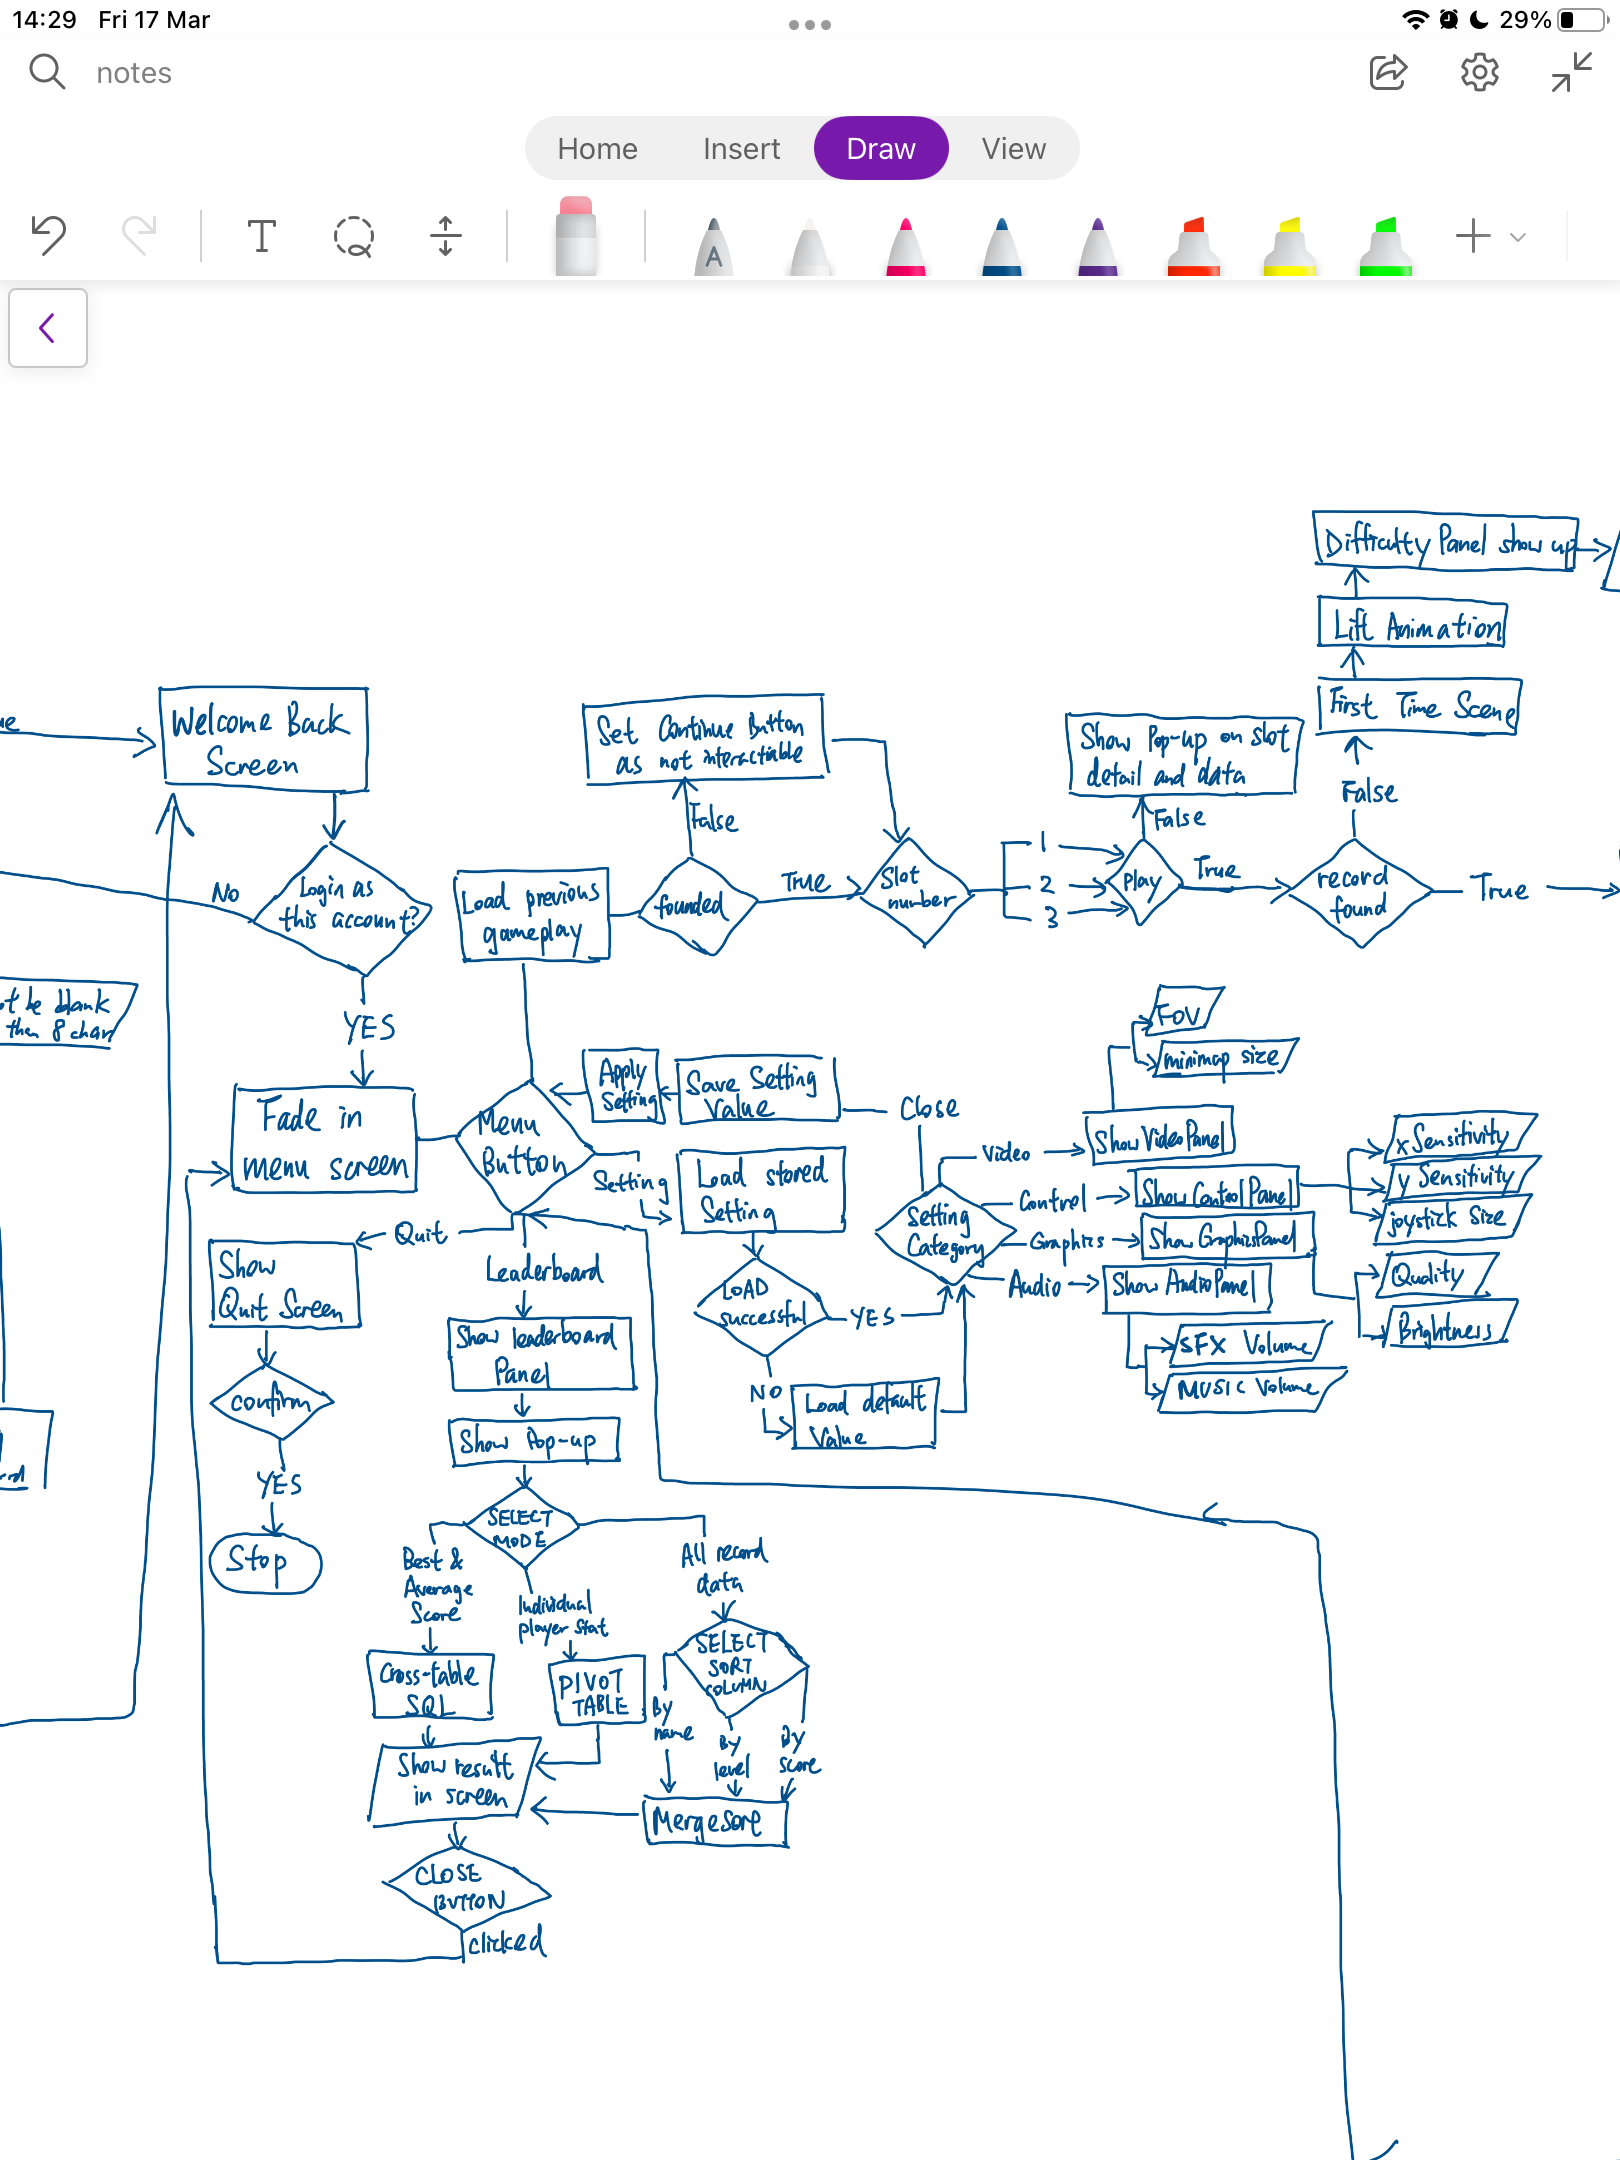 14:29 Fri 17 Mar
29%
notes
Home Insert Draw View
A
Difficulty Panel show up
Lift Animation
First Time Scene
False
Welcome Back
Screen
Set Continue Button
as not interactiable
Show Pop-up on slot
detail and data
False
False
No
Login as
this account?
Load previous
gameplay
founded
True
Slot
number
1
2
3
Play
True
record
found
True
YES
ot be blank
then 8 char
FOV
minimap size
Fade in
menu screen
Menu
Button
Apply
Setting
Save Setting
Value
Close
Setting
Load stored
Setting
Setting
Category
Video
Show Video Panel
Control
Show Control Panel
Graphics
Show Graphics Panel
Audio
Show Audio Panel
x Sensitivity
y Sensitivity
joystick size
Quality
Brightness
SFX Volume
MUSIC Volume
Quit
Show
Quit Screen
confirm
YES
Stop
Leaderboard
Show leaderboard
Panel
Show Pop-up
LOAD
successful
YES
NO
Load default
Value
SELECT
MODE
Best &
Average
Score
Individual
player stat
All record
data
Cross-table
SQL
PIVOT
TABLE
SELECT
SORT
COLUMN
By
name
By
level
By
score
Show result
in screen
MergeSort
CLOSE
BUTTON
clicked